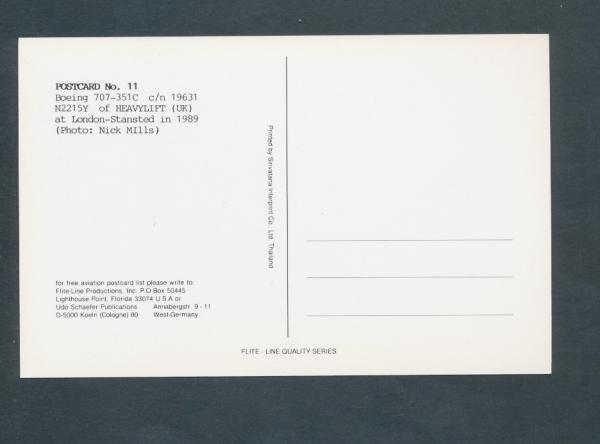 POSTCARD No. 11
Boeing 707-351C c/n 19631
N2215Y of HEAVYLIFT (UK)
at London-Stansted in 1989
(Photo: Nick MIlls)
Printed by Sirivatana Interprint Co., Ltd. Thailand
for free aviation postcard list please write to:
Flite-Line Productions, Inc. P.O Box 50445
Lighthouse Point, Florida 33074 U.S.A or
Udo Schaefer Publications Annabergstr. 9 - 11
D-5000 Koeln (Cologne) 80 West-Germany
FLITE - LINE QUALITY SERIES